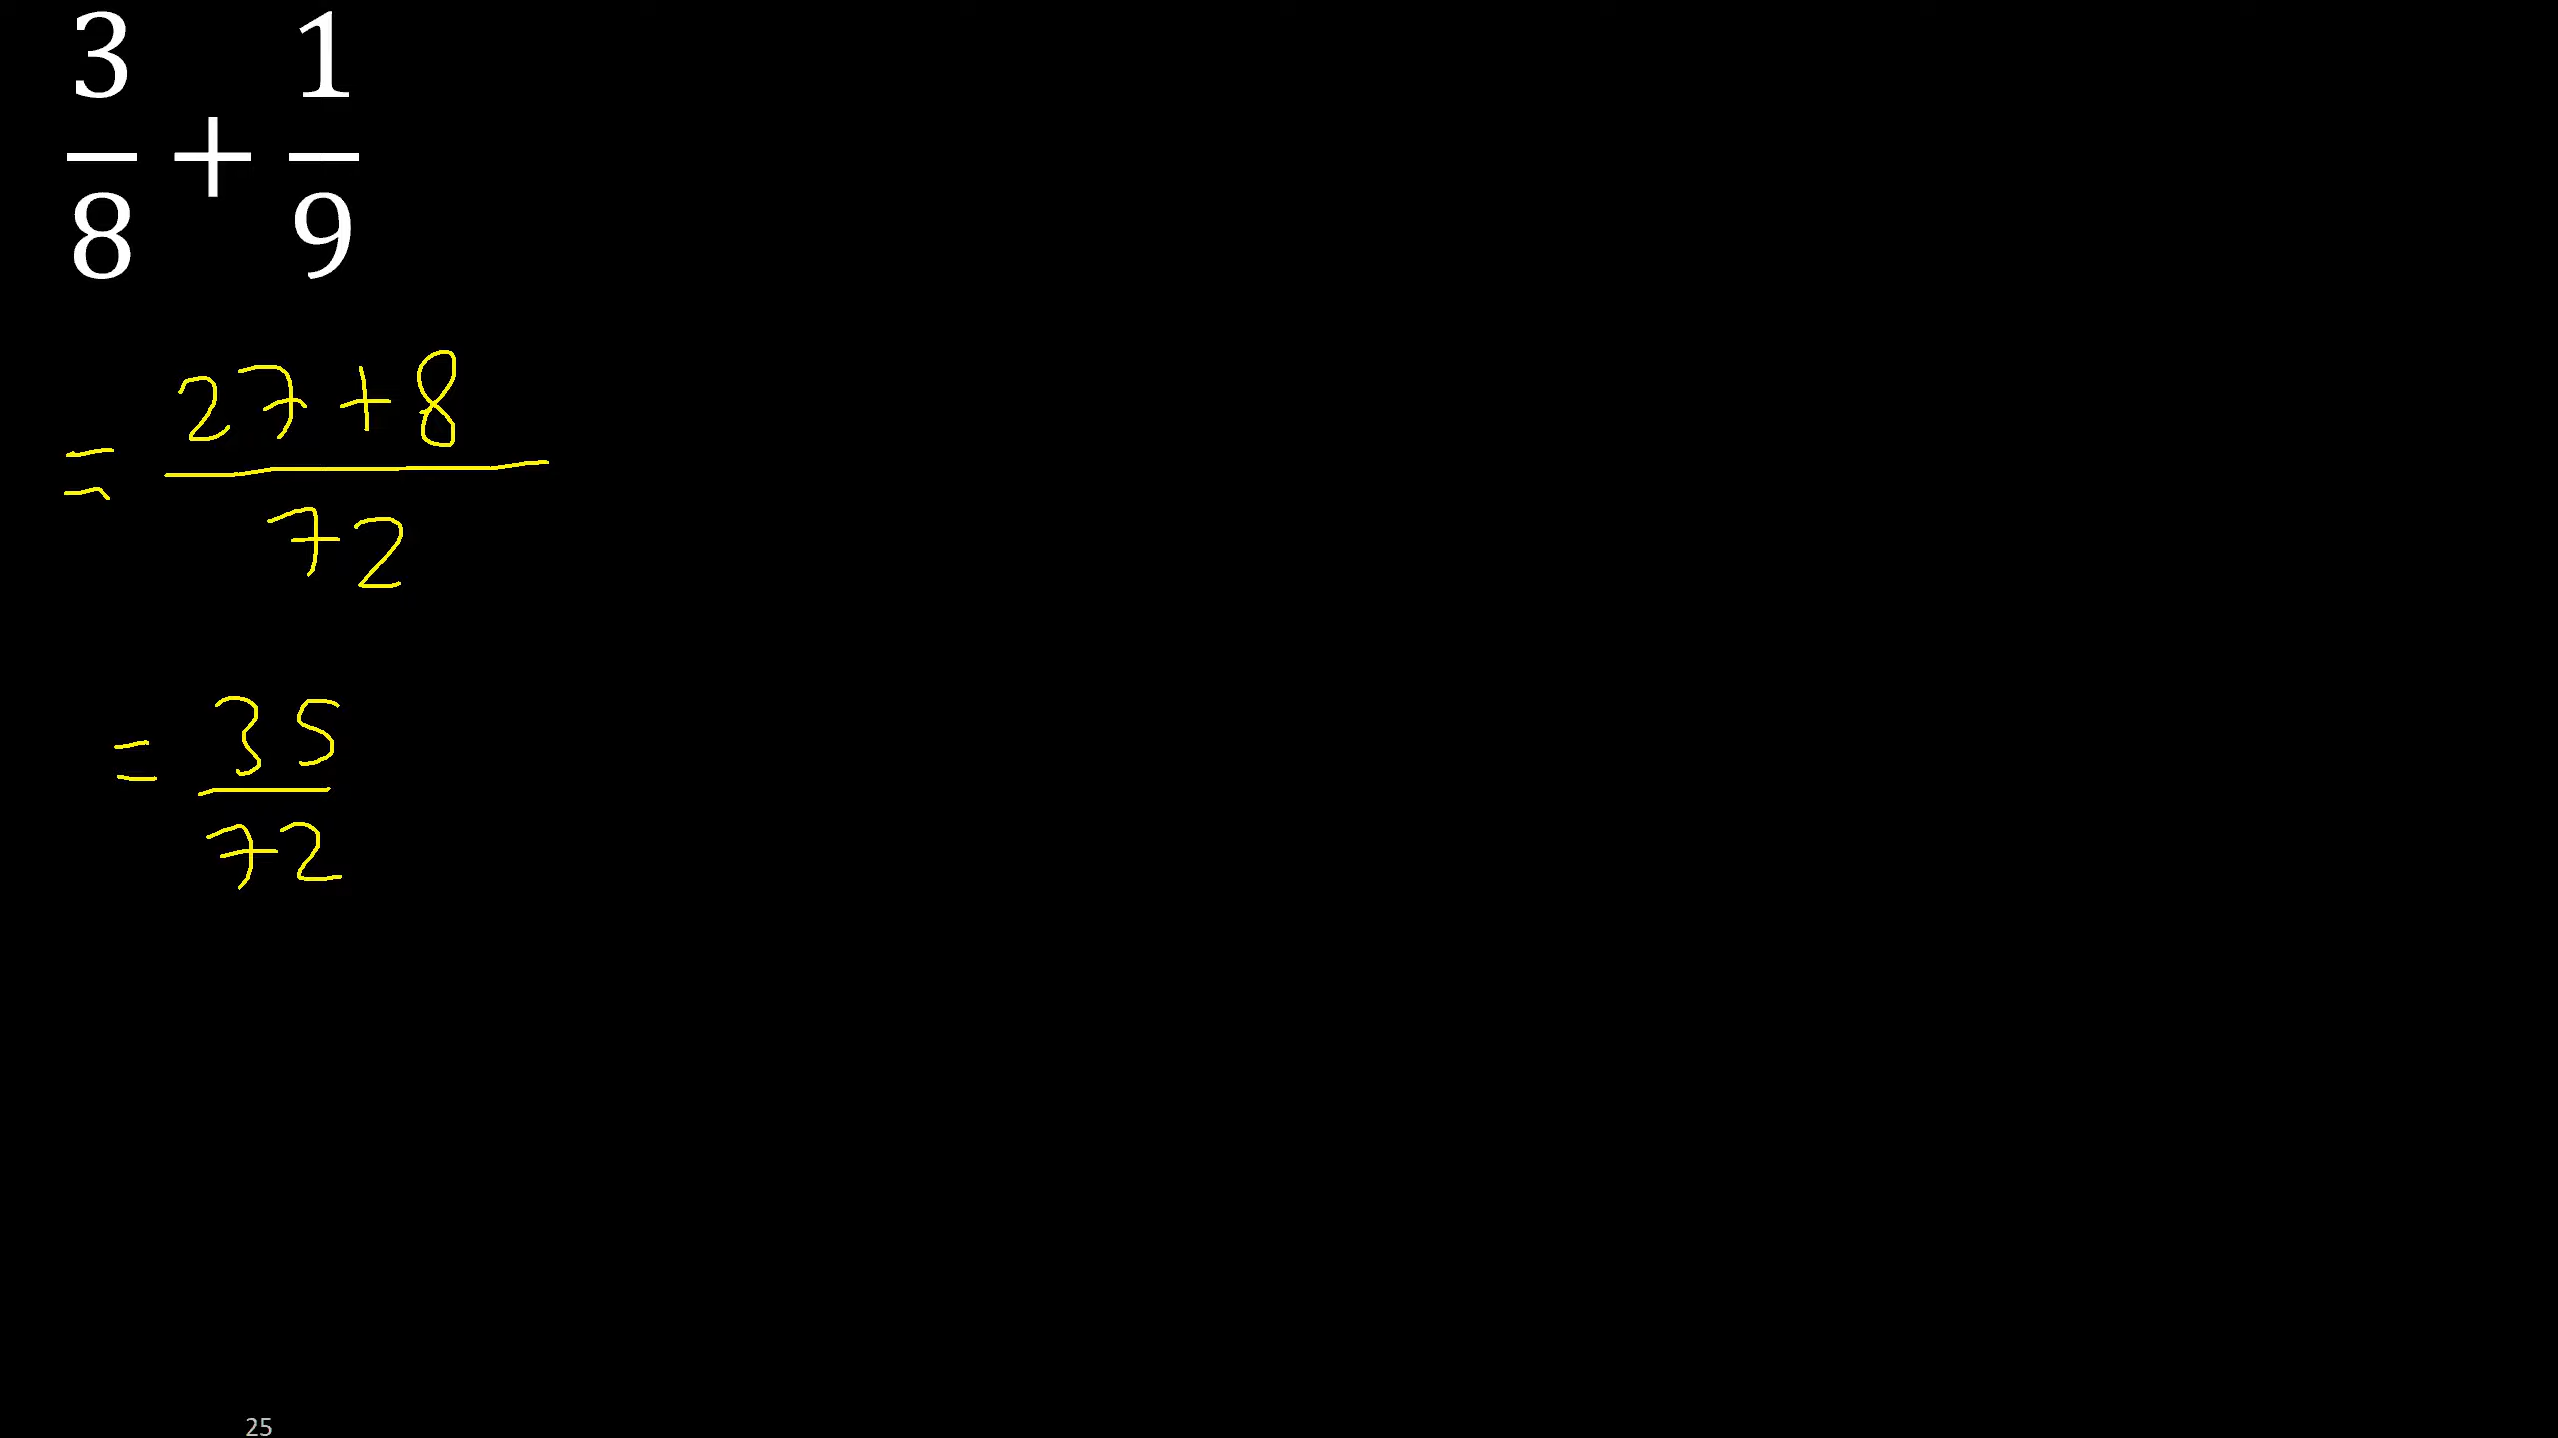 3/8 + 1/9
= 27+8/72
= 35/72
25